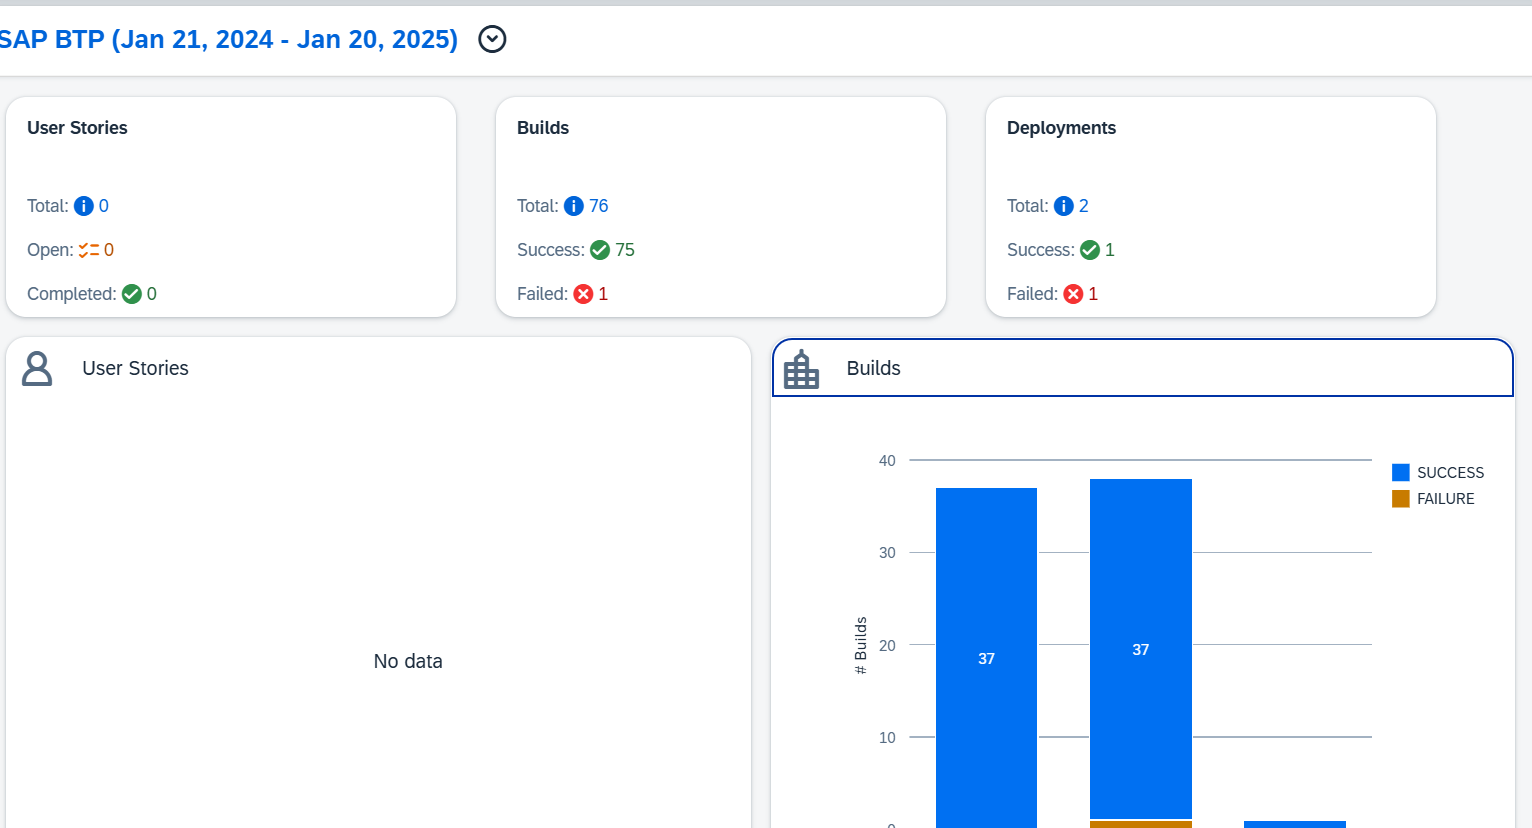 SAP BTP (Jan 21, 2024 - Jan 20, 2025)
User Stories
Total: 0
Open: 0
Completed: 0
Builds
Total: 76
Success: 75
Failed: 1
Deployments
Total: 2
Success: 1
Failed: 1
User Stories
No data
Builds
# Builds
40
30
20
10
0
37
37
SUCCESS
FAILURE